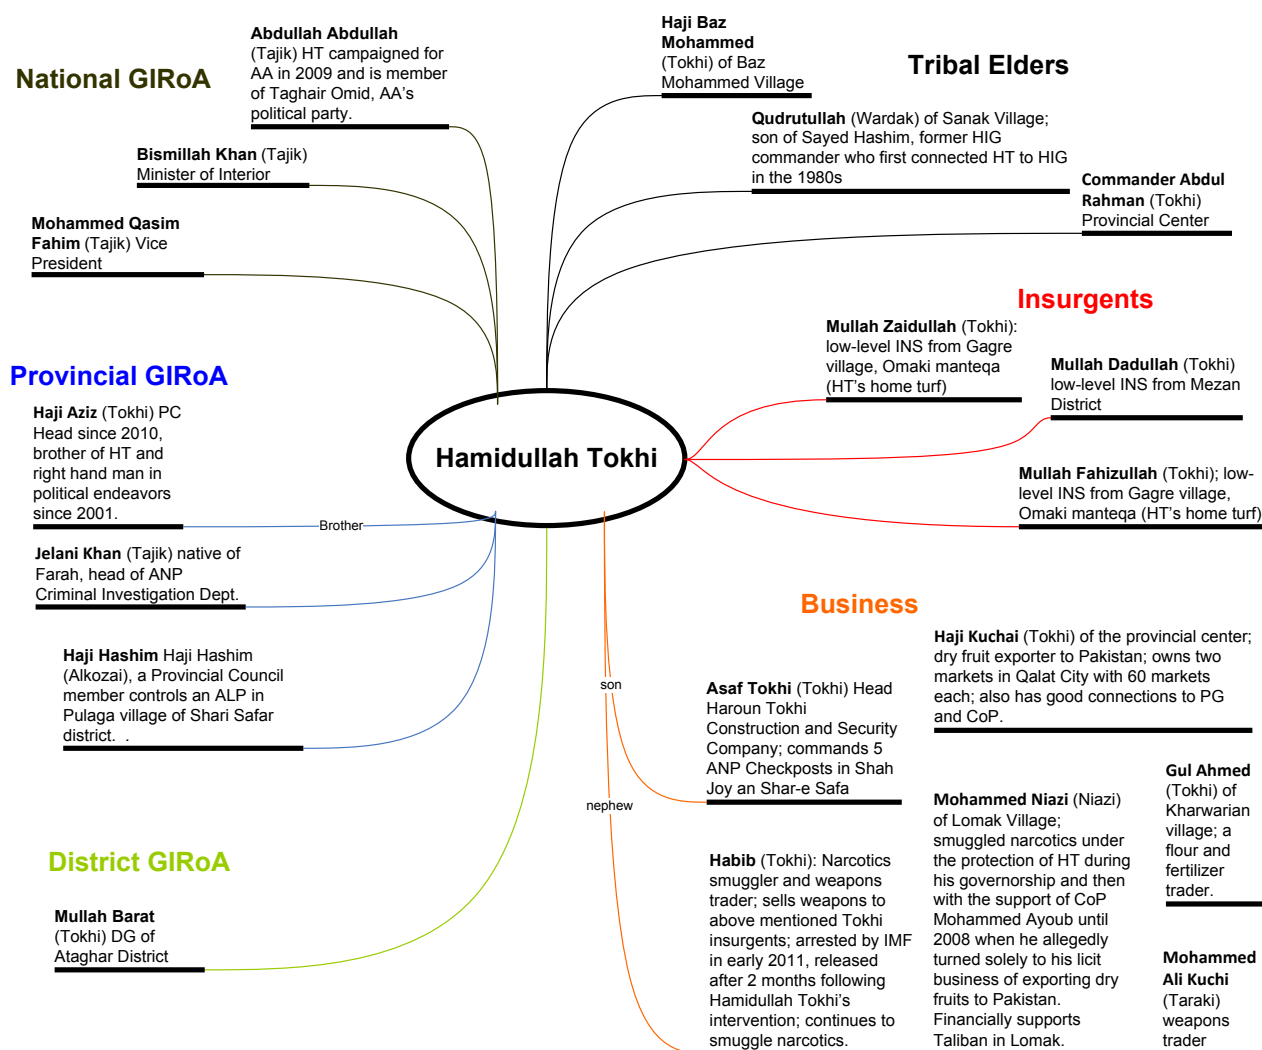 National GIRoA
Abdullah Abdullah
(Tajik) HT campaigned for
AA in 2009 and is member
of Taghair Omid, AA's
political party.
Bismillah Khan (Tajik)
Minister of Interior
Mohammed Qasim
Fahim (Tajik) Vice
President
Haji Baz
Mohammed
(Tokhi) of Baz
Mohammed Village
Tribal Elders
Qudrutullah (Wardak) of Sanak Village;
son of Sayed Hashim, former HIG
commander who first connected HT to HIG
in the 1980s
Commander Abdul
Rahman (Tokhi)
Provincial Center
Insurgents
Mullah Zaidullah (Tokhi):
low-level INS from Gagre
village, Omaki manteqa
(HT's home turf)
Mullah Dadullah (Tokhi)
low-level INS from Mezan
District
Mullah Fahizullah (Tokhi); low-
level INS from Gagre village,
Omaki manteqa (HT's home turf)
Hamidullah Tokhi
Provincial GIRoA
Haji Aziz (Tokhi) PC
Head since 2010,
brother of HT and
right hand man in
political endeavors
since 2001.
Brother
Jelani Khan (Tajik) native of
Farah, head of ANP
Criminal Investigation Dept.
Haji Hashim Haji Hashim
(Alkozai), a Provincial Council
member controls an ALP in
Pulaga village of Shari Safar
district. .
District GIRoA
Mullah Barat
(Tokhi) DG of
Ataghar District
Business
son
nephew
Asaf Tokhi (Tokhi) Head
Haroun Tokhi
Construction and Security
Company; commands 5
ANP Checkposts in Shah
Joy an Shar-e Safa
Haji Kuchai (Tokhi) of the provincial center;
dry fruit exporter to Pakistan; owns two
markets in Qalat City with 60 markets
each; also has good connections to PG
and CoP.
Habib (Tokhi): Narcotics
smuggler and weapons
trader; sells weapons to
above mentioned Tokhi
insurgents; arrested by IMF
in early 2011, released
after 2 months following
Hamidullah Tokhi's
intervention; continues to
smuggle narcotics.
Mohammed Niazi (Niazi)
of Lomak Village;
smuggled narcotics under
the protection of HT during
his governorship and then
with the support of CoP
Mohammed Ayoub until
2008 when he allegedly
turned solely to his licit
business of exporting dry
fruits to Pakistan.
Financially supports
Taliban in Lomak.
Gul Ahmed
(Tokhi) of
Kharwarian
village; a
flour and
fertilizer
trader.
Mohammed
Ali Kuchi
(Taraki)
weapons
trader